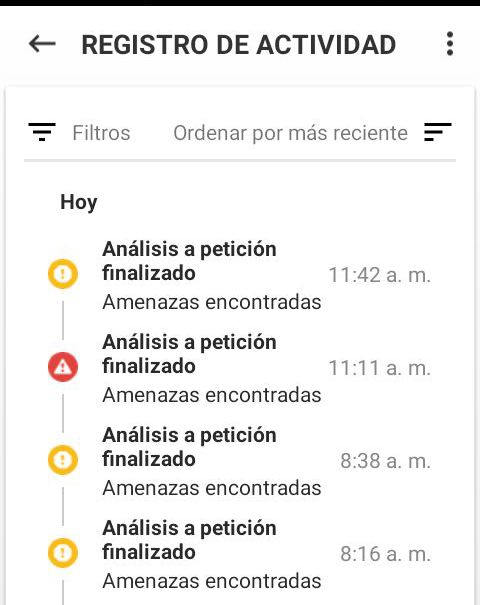 REGISTRO DE ACTIVIDAD
Filtros
Ordenar por más reciente
Hoy
Análisis a petición
finalizado
11:42 a. m.
Amenazas encontradas
Análisis a petición
finalizado
11:11 a. m.
Amenazas encontradas
Análisis a petición
finalizado
8:38 a. m.
Amenazas encontradas
Análisis a petición
finalizado
8:16 a. m.
Amenazas encontradas